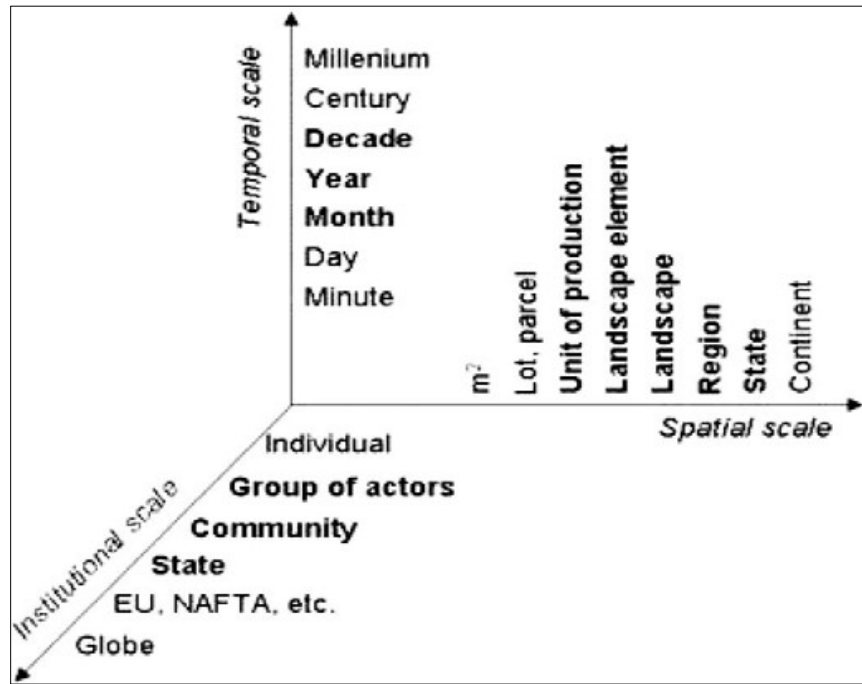 Temporal scale
Millenium
Century
Decade
Year
Month
Day
Minute
m²
Lot, parcel
Unit of production
Landscape element
Landscape
Region
State
Continent
Spatial scale
Individual
Group of actors
Community
State
EU, NAFTA, etc.
Globe
Institutional scale